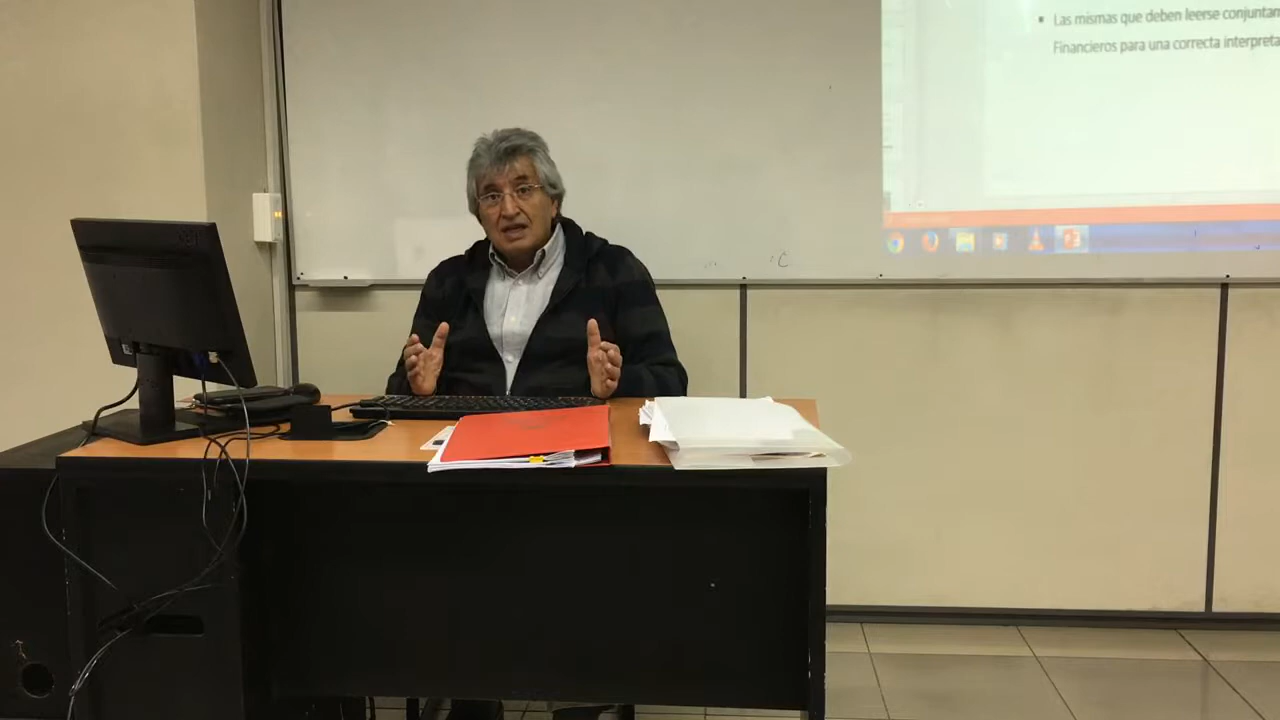 ▪ Las mismas que deben leerse conjuntam
Financieros para una correcta interpreta